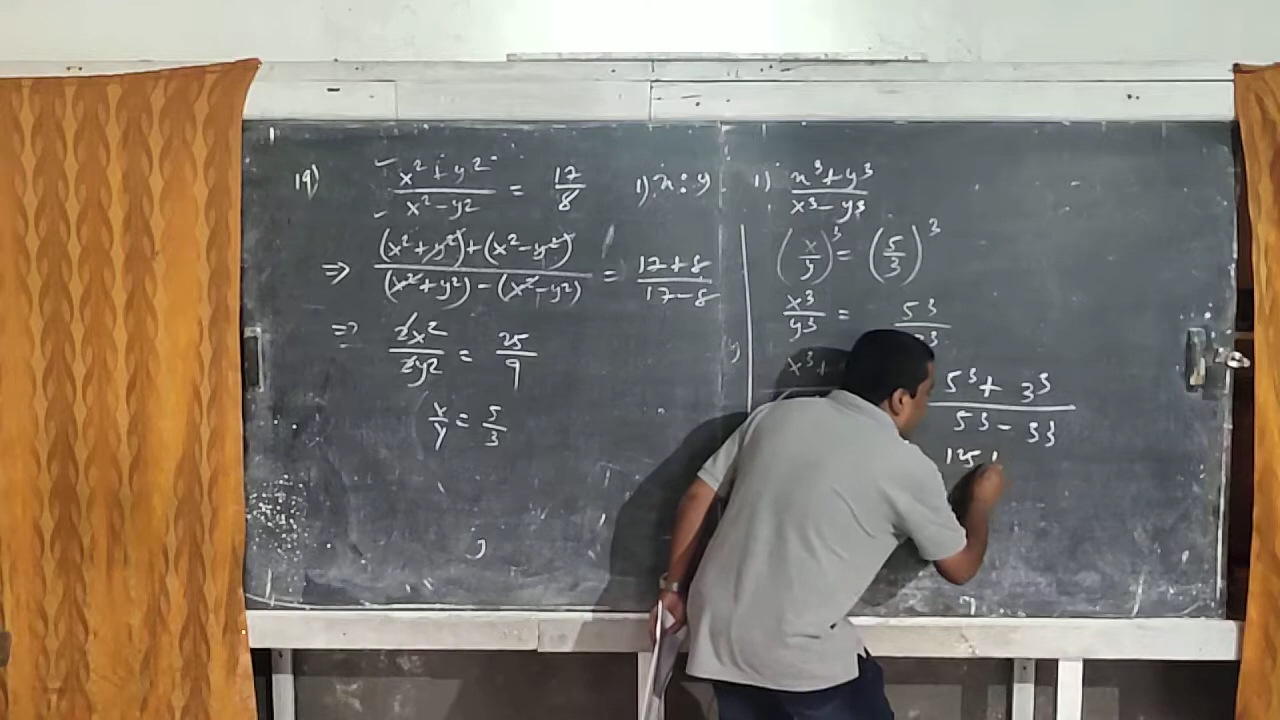 19) x²+y² / x²-y² = 17/8 1) x:y
=> (x²+y²)+(x²-y²) / (x²+y²)-(x²-y²) = 17+8 / 17-8
=> 2x²/2y² = 25/9
x/y = 5/3
1) x³+y³ / x³-y³
(x/y)³ = (5/3)³
x³/y³ = 5³/3³
x³+
5³+3³ / 5³-3³
125